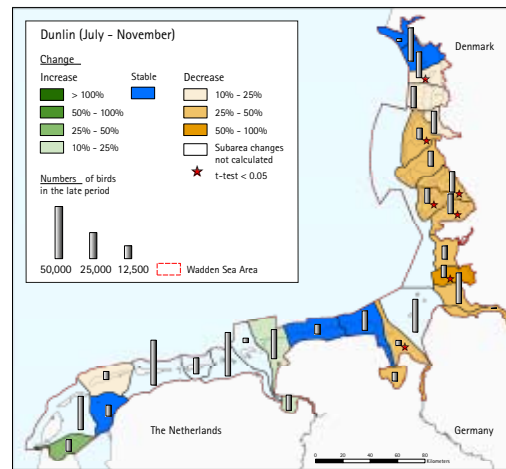 Dunlin (July - November)
Denmark
Change
Increase
Stable
Decrease
> 100%
10% - 25%
50% - 100%
25% - 50%
25% - 50%
50% - 100%
10% - 25%
Subarea changes
not calculated
t-test < 0.05
Numbers of birds
in the late period
50,000
25,000
12,500
Wadden Sea Area
The Netherlands
Germany
0 10 20 40 60 80
Kilometers